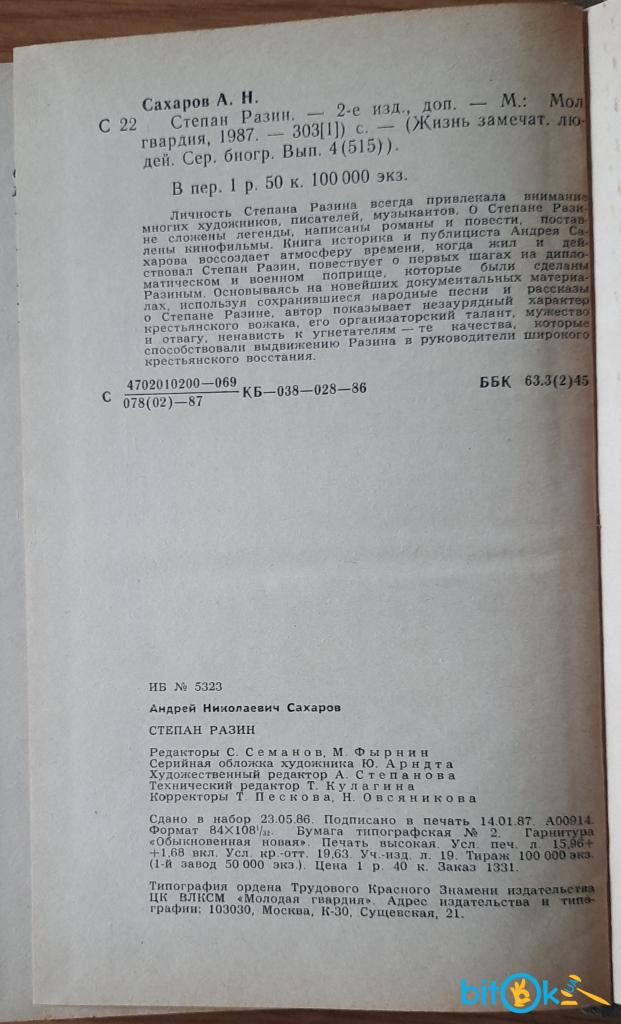 Сахаров А. Н.
С 22 Степан Разин. — 2-е изд., доп. — М.: Мол.
гвардия, 1987. — 303[1]) с. — (Жизнь замечат. лю-
дей. Сер. биогр. Вып. 4(515)).
В пер. 1 р. 50 к. 100 000 экз.
Личность Степана Разина всегда привлекала внимание
многих художников, писателей, музыкантов. О Степане Рази-
не сложены легенды, написаны романы и повести, постав-
лены кинофильмы. Книга историка и публициста Андрея Са-
харова воссоздает атмосферу времени, когда жил и дей-
ствовал Степан Разин, повествует о первых шагах на дипло-
матическом и военном поприще, которые были сделаны
Разиным. Основываясь на новейших документальных материа-
лах, используя сохранившиеся народные песни и рассказы
о Степане Разине, автор показывает незаурядный характер
крестьянского вожака, его организаторский талант, мужество
и отвагу, ненависть к угнетателям — те качества, которые
способствовали выдвижению Разина в руководители широкого
крестьянского восстания.
С 4702010200—069
078(02)—87 КБ—038—028—86 ББК 63.3(2)45
ИБ № 5323
Андрей Николаевич Сахаров
СТЕПАН РАЗИН
Редакторы С. Семанов, М. Фырнин
Серийная обложка художника Ю. Арндта
Художественный редактор А. Степанова
Технический редактор Т. Кулагина
Корректоры Т. Пескова, Н. Овсяникова
Сдано в набор 23.05.86. Подписано в печать 14.01.87. А00914.
Формат 84×108¹/₃₂. Бумага типографская № 2. Гарнитура
«Обыкновенная новая». Печать высокая. Усл. печ. л. 15,96+
+1,68 вкл. Усл. кр.-отт. 19,63. Уч.-изд. л. 19. Тираж 100 000 экз.
(1-й завод 50 000 экз.). Цена 1 р. 40 к. Заказ 1331.
Типография ордена Трудового Красного Знамени издательства
ЦК ВЛКСМ «Молодая гвардия». Адрес издательства и типо-
графии: 103030, Москва, К-30, Сущевская, 21.
bitOk